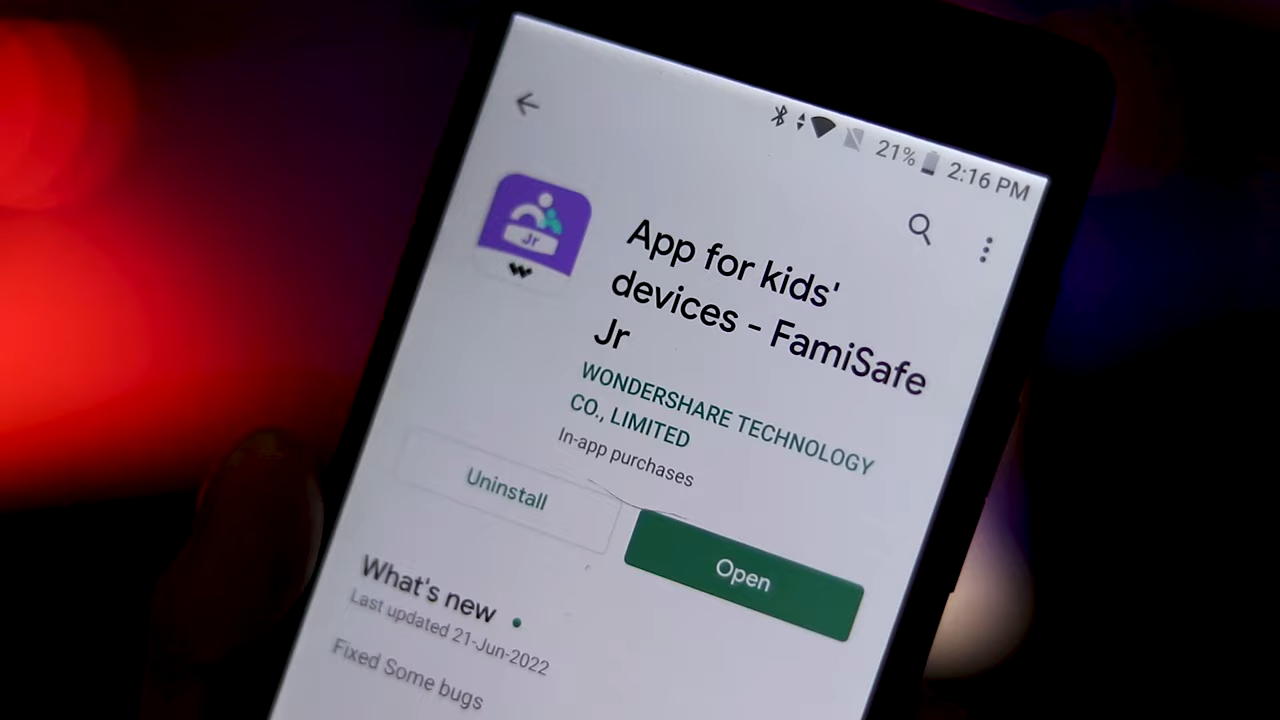 21% 2:16 PM
Jr
App for kids'
devices - FamiSafe
Jr
WONDERSHARE TECHNOLOGY
CO., LIMITED
In-app purchases
Uninstall
Open
What's new
Last updated 21-Jun-2022
Fixed Some bugs